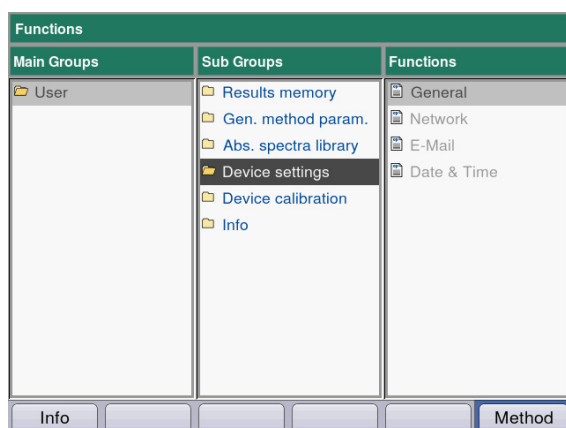 Functions
Main Groups
Sub Groups
Functions
User
Results memory
Gen. method param.
Abs. spectra library
Device settings
Device calibration
Info
General
Network
E-Mail
Date & Time
Info
Method